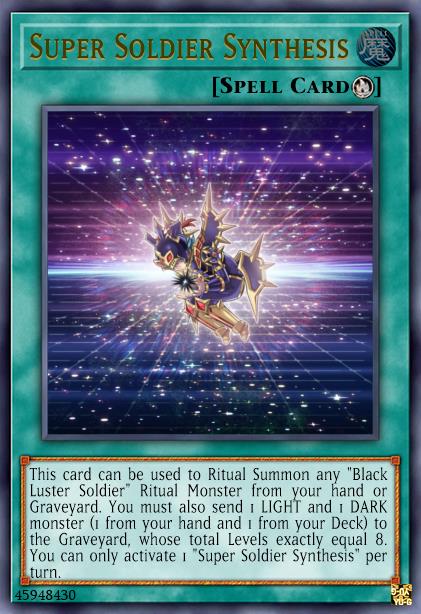 SUPER SOLDIER SYNTHESIS
SPELL
魔
[SPELL CARD]
This card can be used to Ritual Summon any "Black
Luster Soldier" Ritual Monster from your hand or
Graveyard. You must also send 1 LIGHT and 1 DARK
monster (1 from your hand and 1 from your Deck) to
the Graveyard, whose total Levels exactly equal 8.
You can only activate 1 "Super Soldier Synthesis" per
turn.
45948430